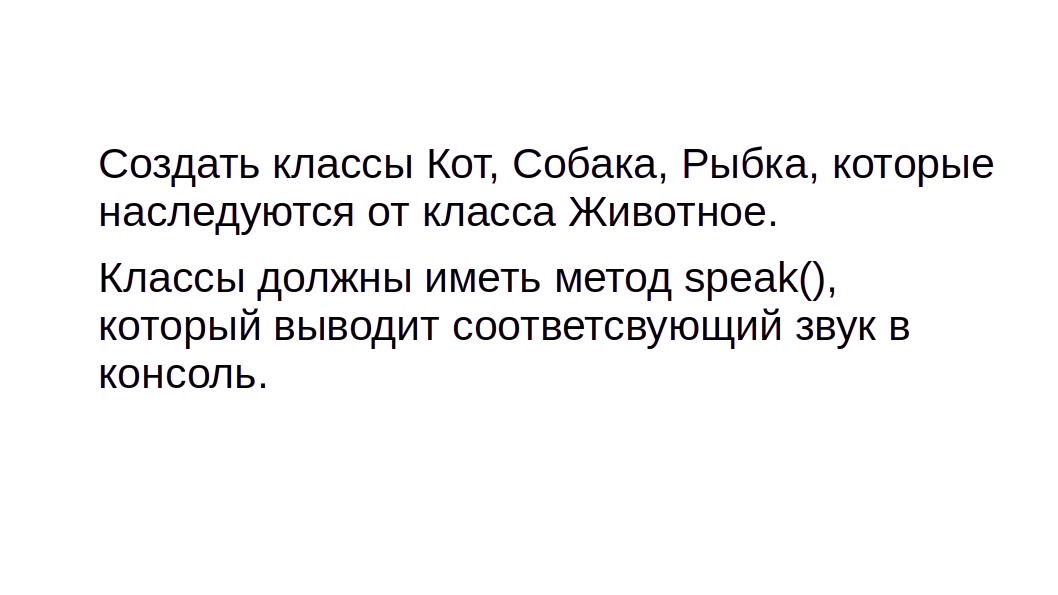 Создать классы Кот, Собака, Рыбка, которые
наследуются от класса Животное.
Классы должны иметь метод speak(),
который выводит соответсвующий звук в
консоль.